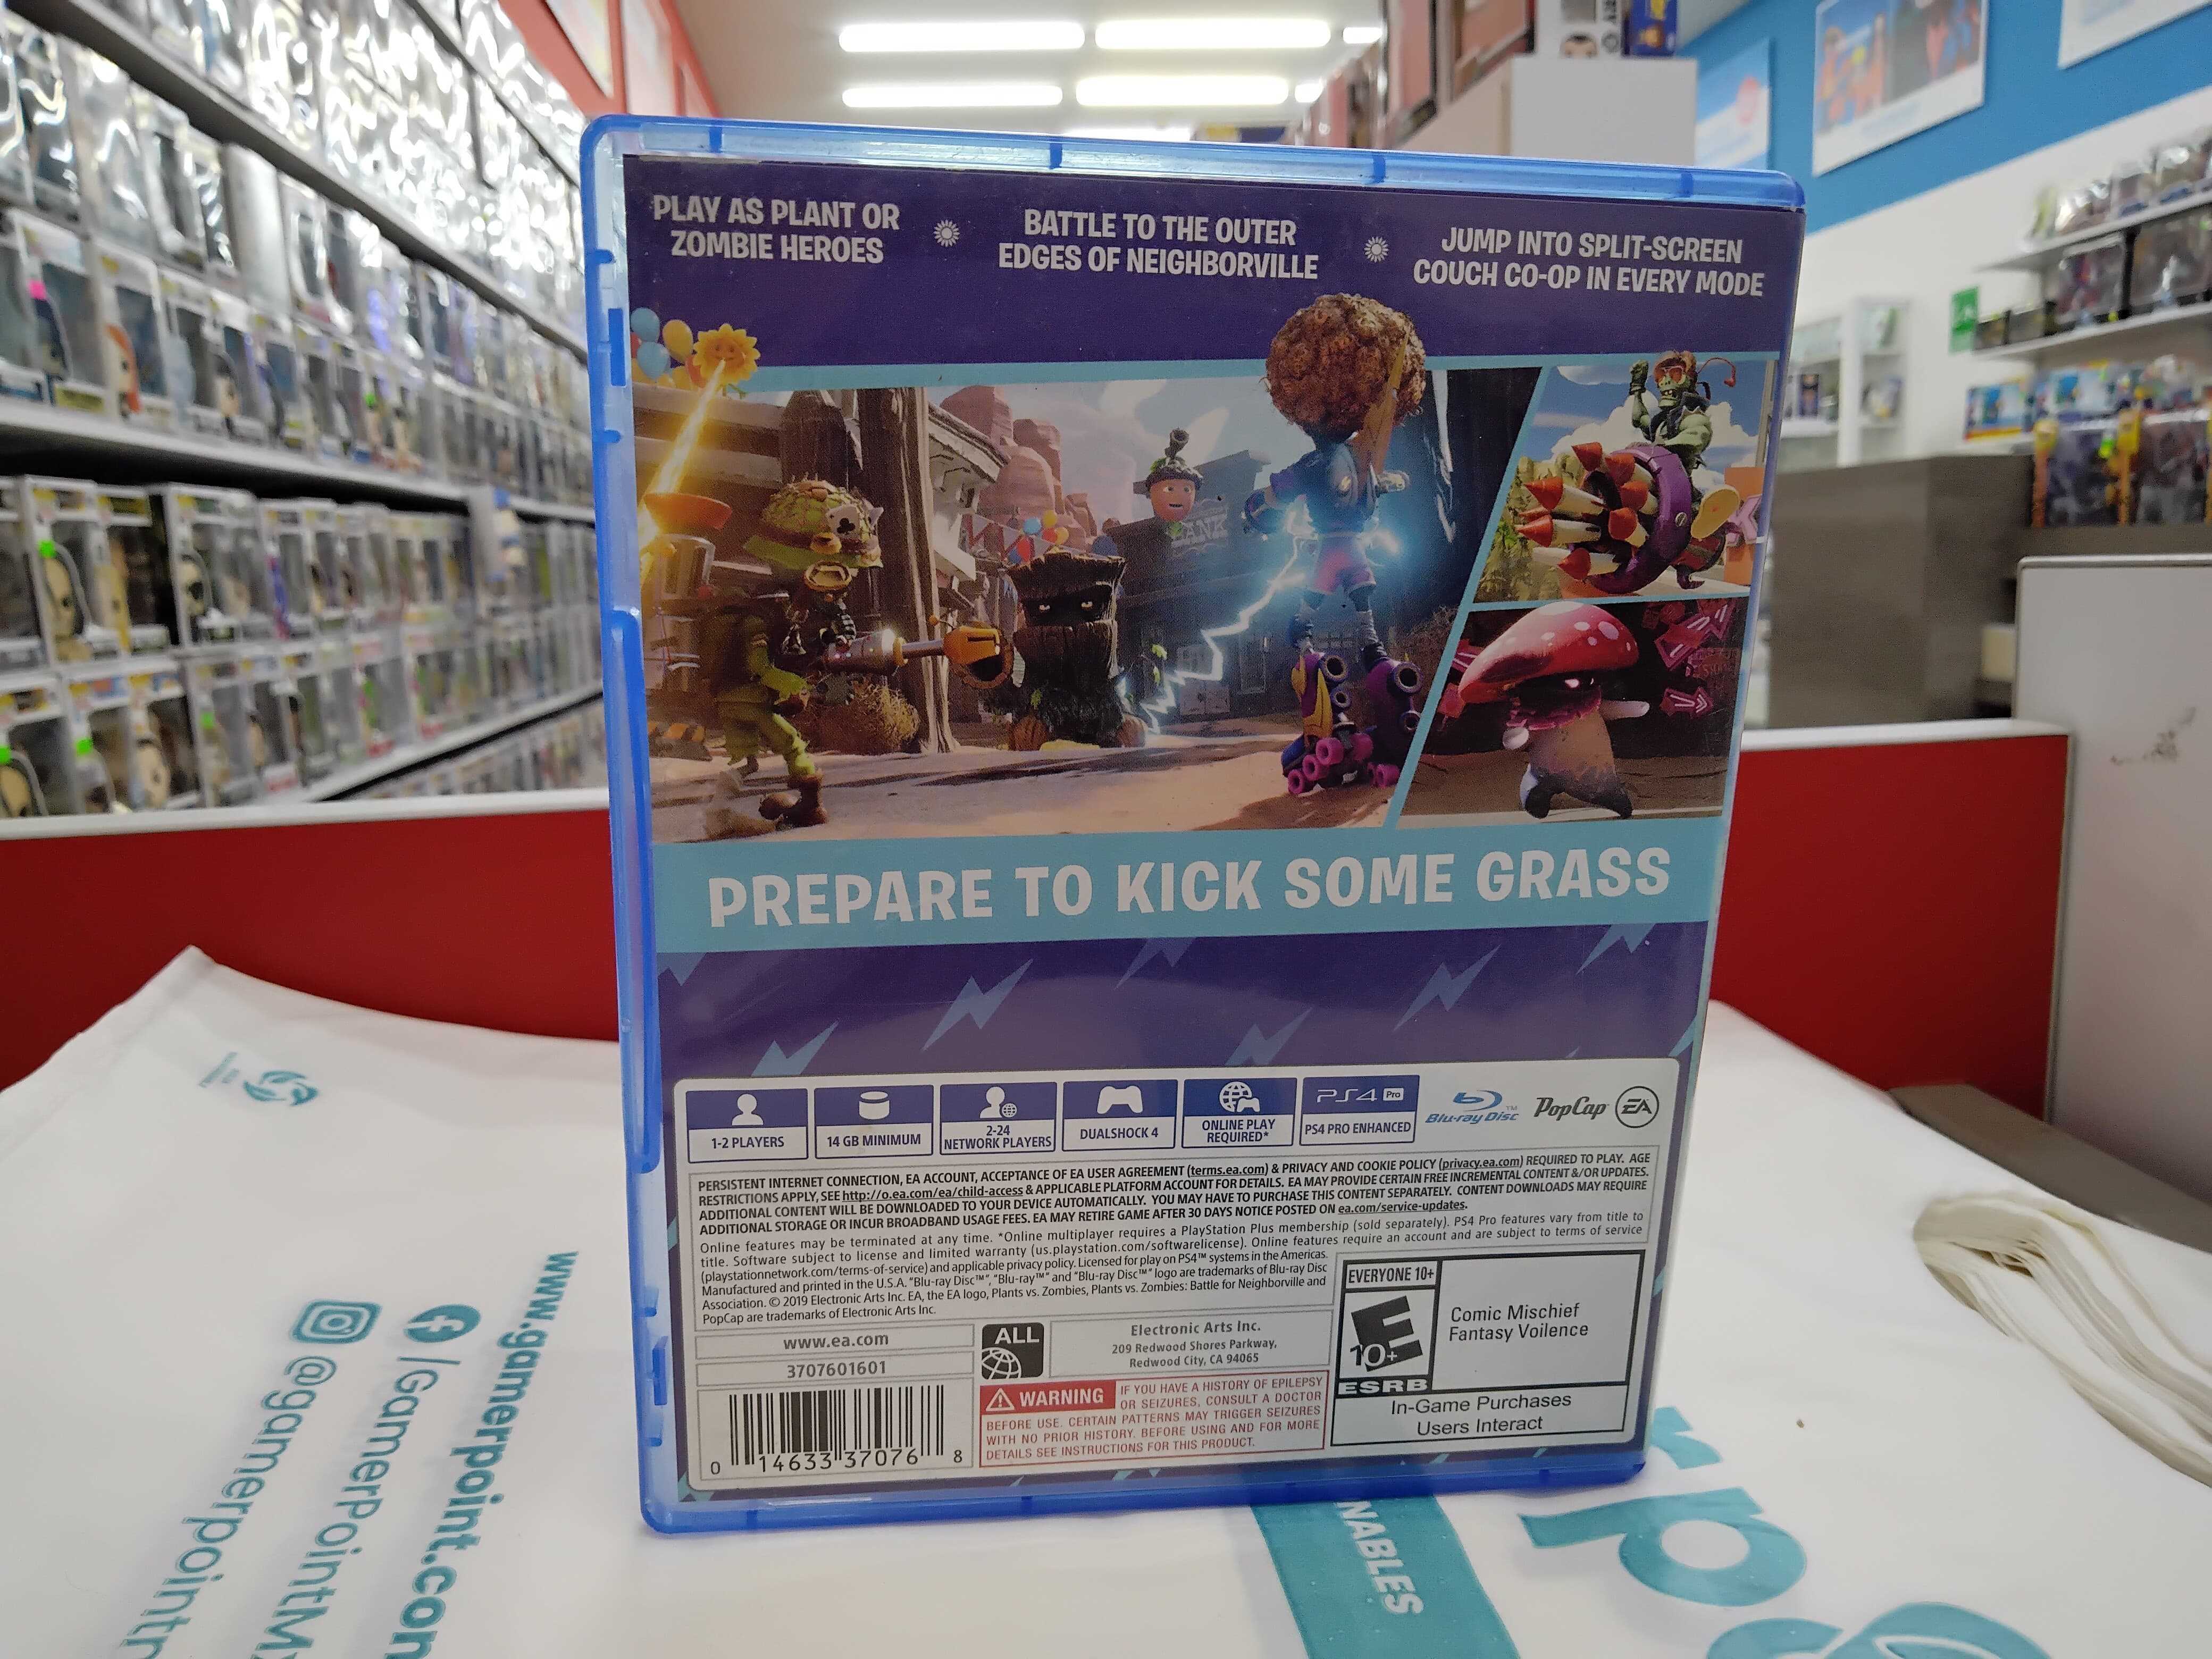 PLAY AS PLANT OR
ZOMBIE HEROES
BATTLE TO THE OUTER
EDGES OF NEIGHBORVILLE
JUMP INTO SPLIT-SCREEN
COUCH CO-OP IN EVERY MODE
BANK
PREPARE TO KICK SOME GRASS
1-2 PLAYERS
14 GB MINIMUM
2-24
NETWORK PLAYERS
DUALSHOCK 4
ONLINE PLAY
REQUIRED*
PS4 Pro
PS4 PRO ENHANCED
Blu-ray Disc™
PopCap
EA
PERSISTENT INTERNET CONNECTION, EA ACCOUNT, ACCEPTANCE OF EA USER AGREEMENT (terms.ea.com) & PRIVACY AND COOKIE POLICY (privacy.ea.com) REQUIRED TO PLAY. AGE
RESTRICTIONS APPLY, SEE http://o.ea.com/ea/child-access & APPLICABLE PLATFORM ACCOUNT FOR DETAILS. EA MAY PROVIDE CERTAIN FREE INCREMENTAL CONTENT &/OR UPDATES.
ADDITIONAL CONTENT WILL BE DOWNLOADED TO YOUR DEVICE AUTOMATICALLY. YOU MAY HAVE TO PURCHASE THIS CONTENT SEPARATELY. CONTENT DOWNLOADS MAY REQUIRE
ADDITIONAL STORAGE OR INCUR BROADBAND USAGE FEES. EA MAY RETIRE GAME AFTER 30 DAYS NOTICE POSTED ON ea.com/service-updates.
Online features may be terminated at any time. *Online multiplayer requires a PlayStation Plus membership (sold separately). PS4 Pro features vary from title to
title. Software subject to license and limited warranty (us.playstation.com/softwarelicense). Online features require an account and are subject to terms of service
(playstationnetwork.com/terms-of-service) and applicable privacy policy. Licensed for play on PS4™ systems in the Americas.
Manufactured and printed in the U.S.A. "Blu-ray Disc™", "Blu-ray™" and "Blu-ray Disc™" logo are trademarks of Blu-ray Disc
Association. © 2019 Electronic Arts Inc. EA, the EA logo, Plants vs. Zombies, Plants vs. Zombies: Battle for Neighborville and
PopCap are trademarks of Electronic Arts Inc.
www.ea.com
3707601601
0 14633 37076 8
ALL
Electronic Arts Inc.
209 Redwood Shores Parkway,
Redwood City, CA 94065
WARNING IF YOU HAVE A HISTORY OF EPILEPSY
OR SEIZURES, CONSULT A DOCTOR
BEFORE USE. CERTAIN PATTERNS MAY TRIGGER SEIZURES
WITH NO PRIOR HISTORY. BEFORE USING AND FOR MORE
DETAILS SEE INSTRUCTIONS FOR THIS PRODUCT.
EVERYONE 10+
E
10+
ESRB
Comic Mischief
Fantasy Voilence
In-Game Purchases
Users Interact
www.gamerpoint.com
/GamerPointMx
@gamerpoint
NABLES